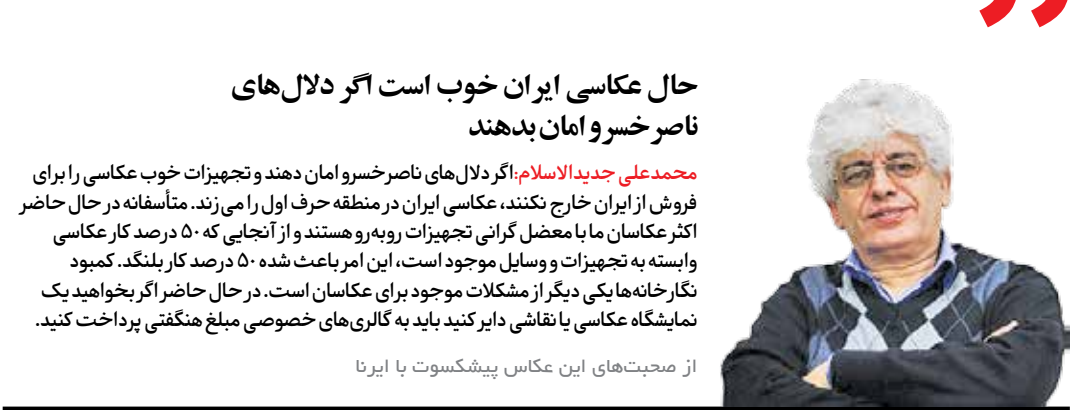 حال عکاسی ایران خوب است اگر دلال‌های
ناصر خسرو امان بدهند
محمدعلی جدیدالاسلام:اگر دلال‌های ناصرخسرو امان دهند و تجهیزات خوب عکاسی را برای
فروش از ایران خارج نکنند، عکاسی ایران در منطقه حرف اول را می‌زند. متأسفانه در حال حاضر
اکثر عکاسان ما با معضل گرانی تجهیزات روبه‌رو هستند و از آنجایی که ۵۰ درصد کار عکاسی
وابسته به تجهیزات و وسایل موجود است، این امر باعث شده ۵۰ درصد کار بلنگد. کمبود
نگارخانه‌ها یکی دیگر از مشکلات موجود برای عکاسان است. در حال حاضر اگر بخواهید یک
نمایشگاه عکاسی یا نقاشی دایر کنید باید به گالری‌های خصوصی مبلغ هنگفتی پرداخت کنید.
از صحبت‌های این عکاس پیشکسوت با ایرنا